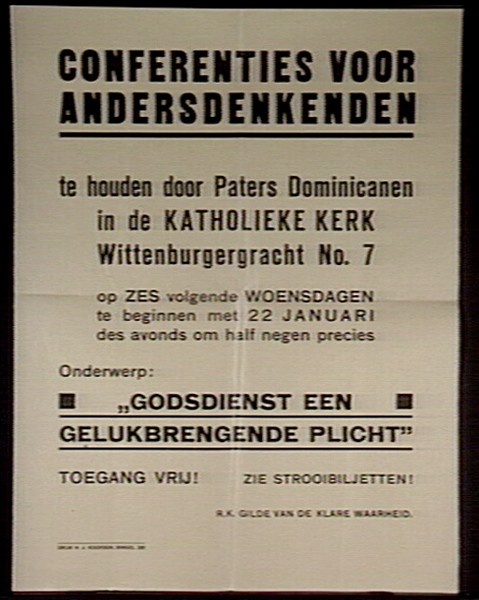 CONFERENTIES VOOR
ANDERSDENKENDEN
te houden door Paters Dominicanen
in de KATHOLIEKE KERK
Wittenburgergracht No. 7
op ZES volgende WOENSDAGEN
te beginnen met 22 JANUARI
des avonds om half negen precies
Onderwerp:
„GODSDIENST EEN
GELUKBRENGENDE PLICHT”
TOEGANG VRIJ! ZIE STROOIBILJETTEN!
R.K. GILDE VAN DE KLARE WAARHEID.